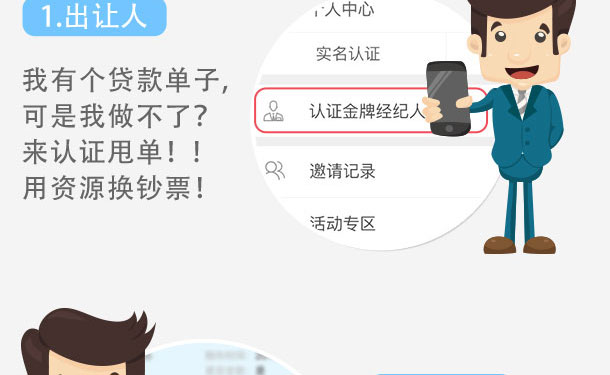 1.出让人
我有个贷款单子,
可是我做不了？
来认证甩单！！
用资源换钞票！
个人中心
实名认证
认证金牌经纪人
邀请记录
活动专区